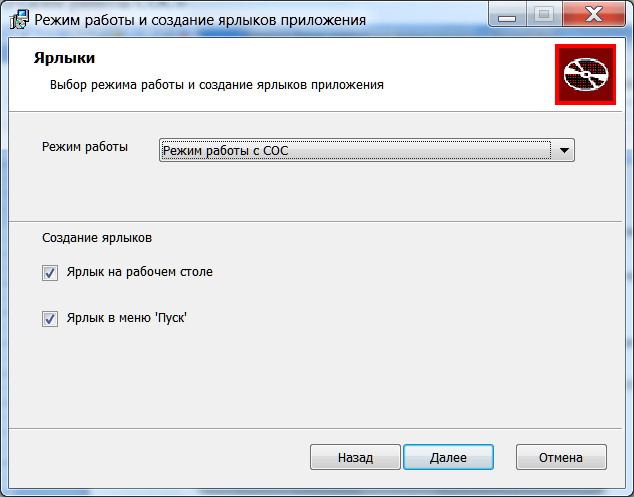 Режим работы и создание ярлыков приложения
Ярлыки
Выбор режима работы и создание ярлыков приложения
Режим работы
Режим работы с СОС
Создание ярлыков
Ярлык на рабочем столе
Ярлык в меню 'Пуск'
Назад
Далее
Отмена